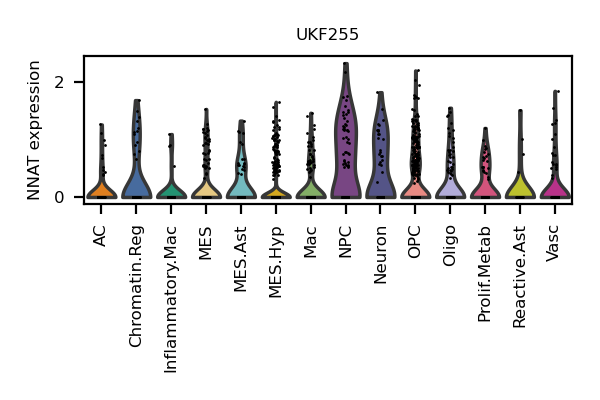 UKF255
NNAT expression
2
0
AC
Chromatin.Reg
Inflammatory.Mac
MES
MES.Ast
MES.Hyp
Mac
NPC
Neuron
OPC
Oligo
Prolif.Metab
Reactive.Ast
Vasc